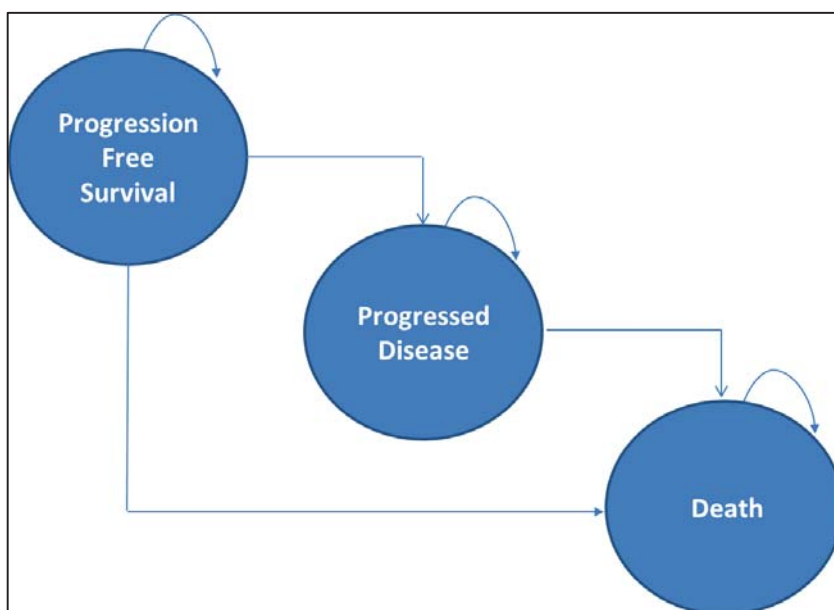 Progression
Free
Survival
Progressed
Disease
Death